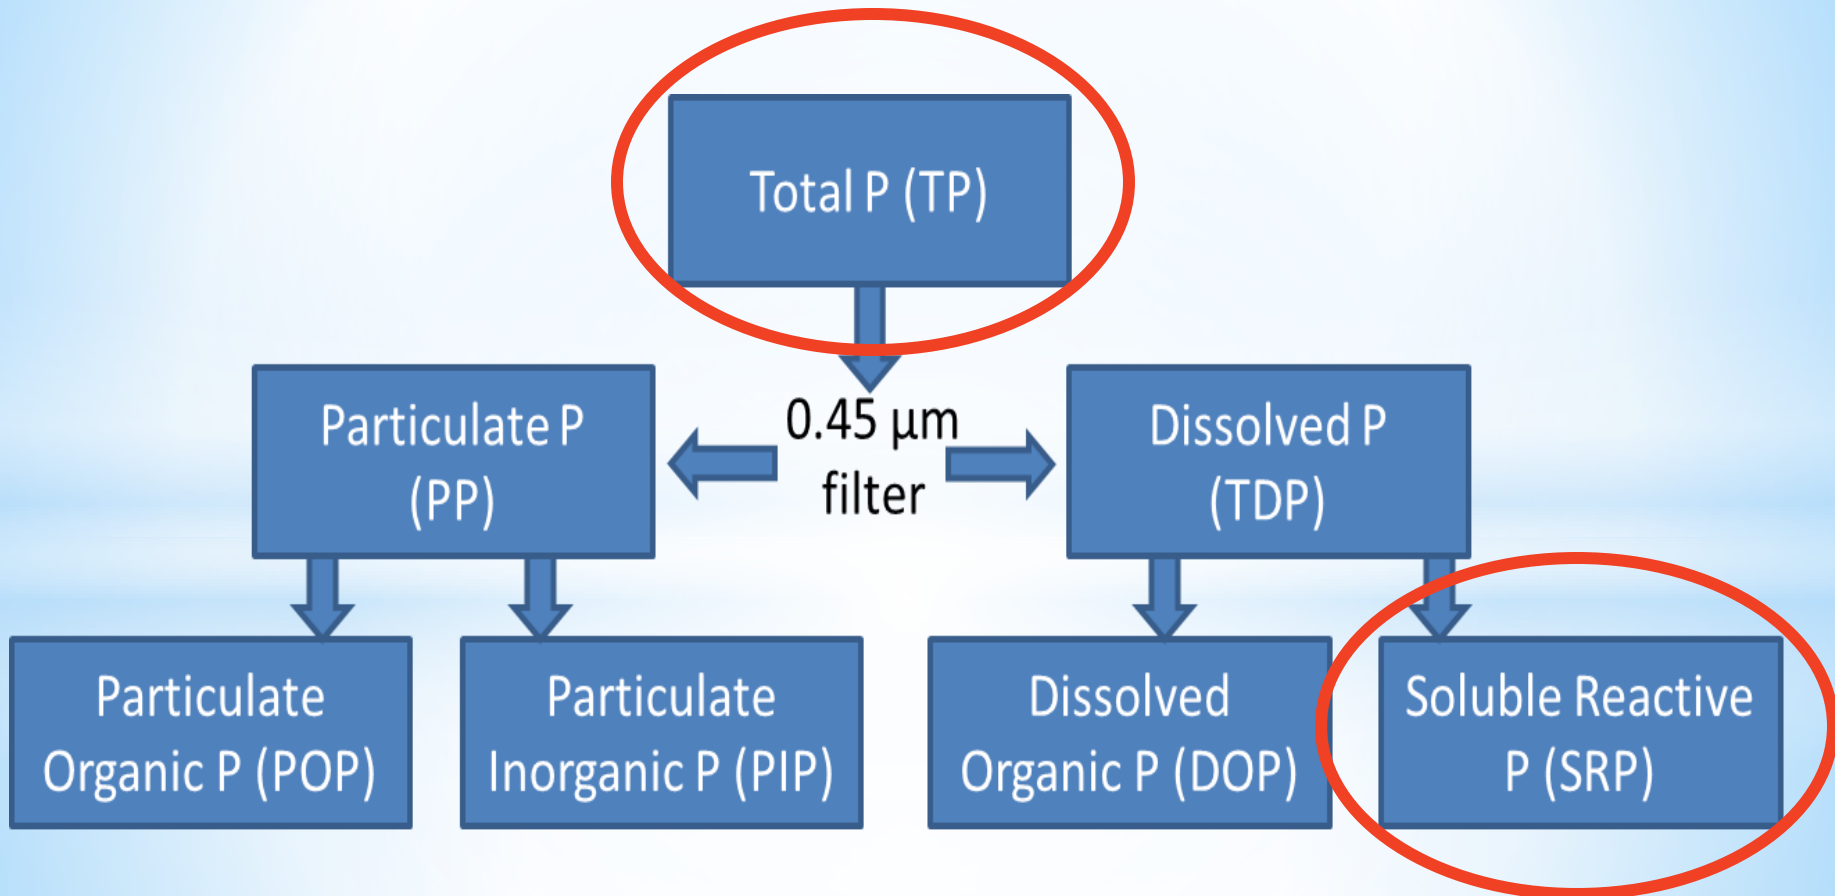 Total P (TP)
Particulate P
(PP)
0.45 µm
filter
Dissolved P
(TDP)
Particulate
Organic P (POP)
Particulate
Inorganic P (PIP)
Dissolved
Organic P (DOP)
Soluble Reactive
P (SRP)